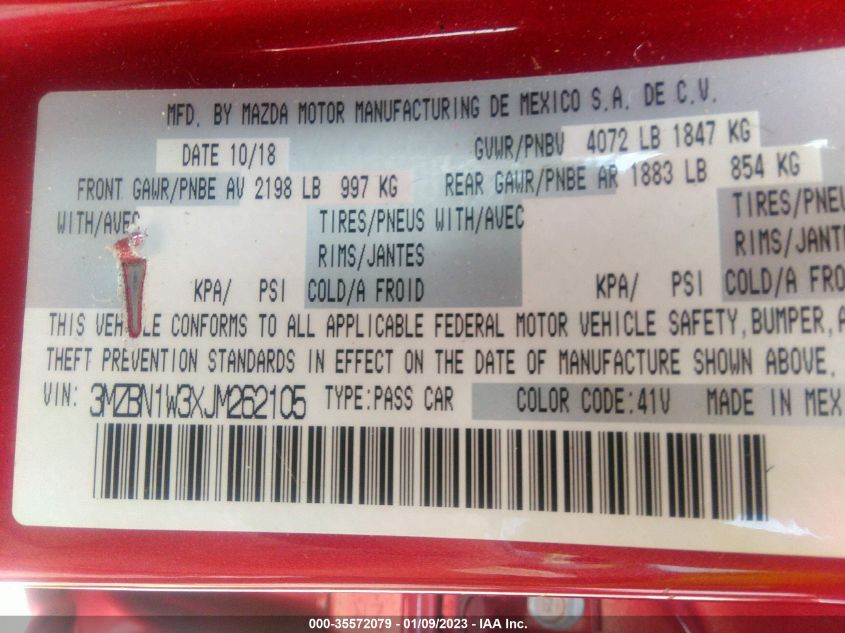 MFD. BY MAZDA MOTOR MANUFACTURING DE MEXICO S.A. DE C.V.
DATE 10/18 GVWR/PNBV 4072 LB 1847 KG
FRONT GAWR/PNBE AV 2198 LB 997 KG REAR GAWR/PNBE AR 1883 LB 854 KG
WITH/AVEC TIRES/PNEUS WITH/AVEC TIRES/PNEU
RIMS/JANTES RIMS/JANTE
KPA/ PSI COLD/A FROID KPA/ PSI COLD/A FRO
THIS VEHICLE CONFORMS TO ALL APPLICABLE FEDERAL MOTOR VEHICLE SAFETY, BUMPER, A
THEFT PREVENTION STANDARDS IN EFFECT ON THE DATE OF MANUFACTURE SHOWN ABOVE.
VIN: 3MZBN1W3XJM262105 TYPE:PASS CAR COLOR CODE:41V MADE IN MEX
000-35572079 - 01/09/2023 - IAA Inc.